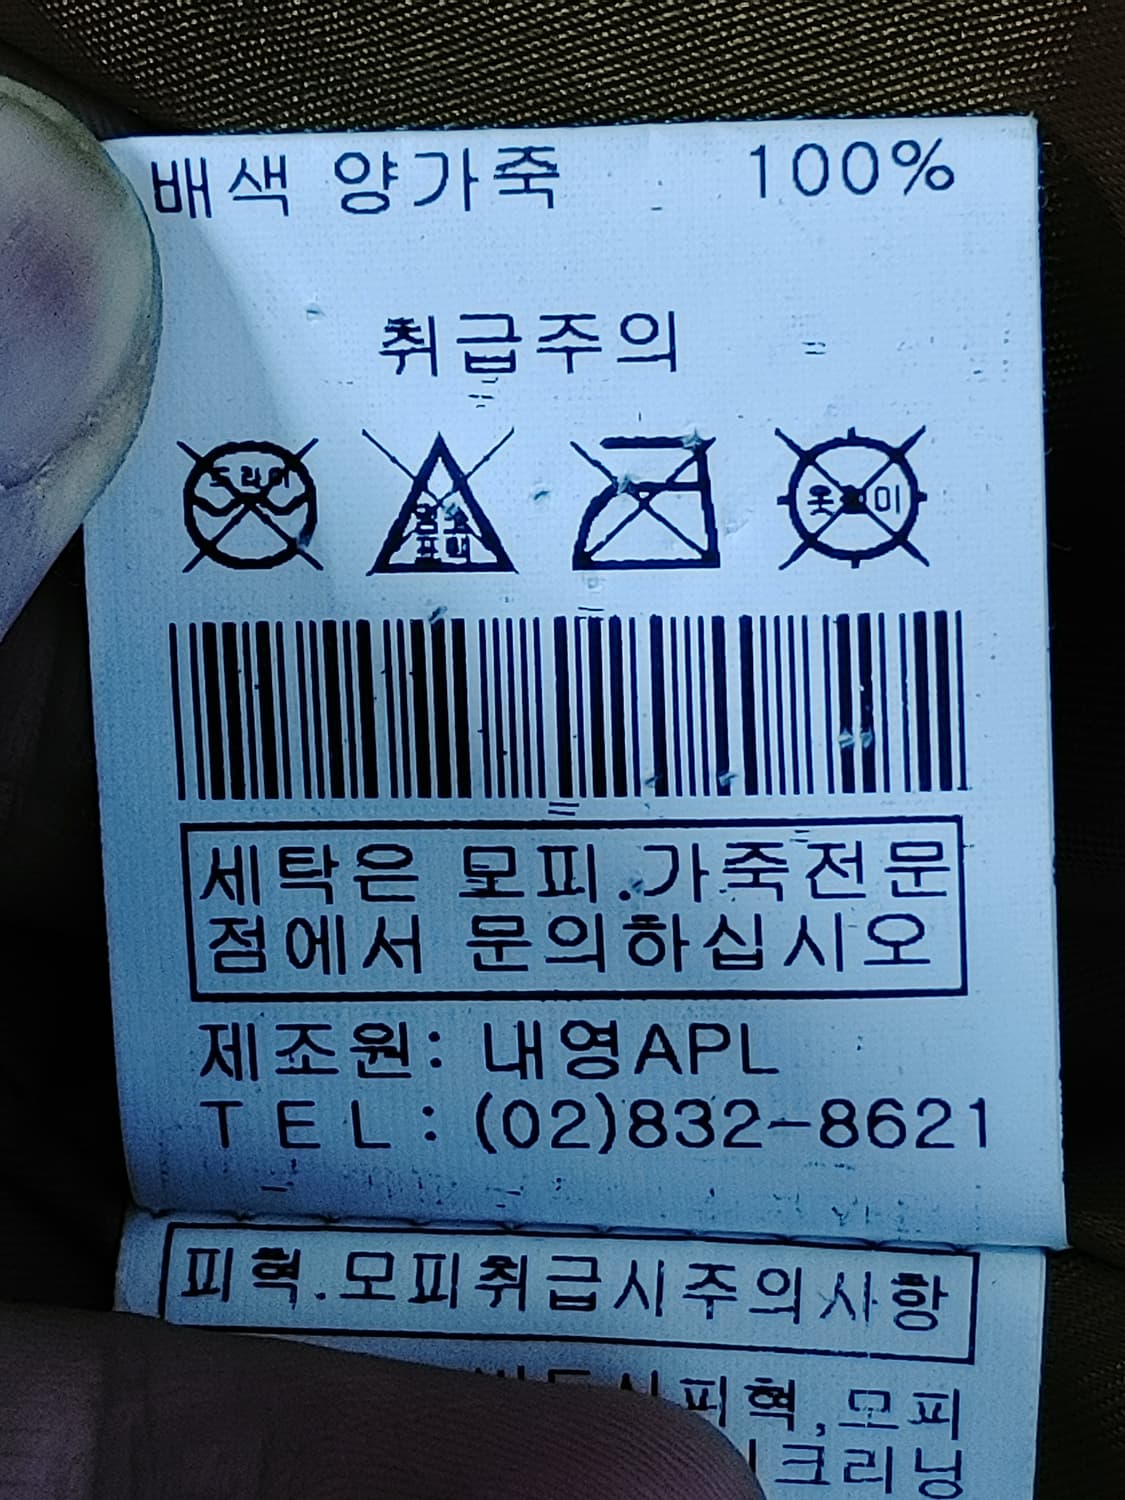 배색 양가죽 100%
취급주의
드라이
염소
표백
옷 미
세탁은 모피.가죽전문
점에서 문의하십시오
제조원: 내영APL
TEL: (02)832-8621
피혁.모피취급시주의사항
피혁,모피
크리닝